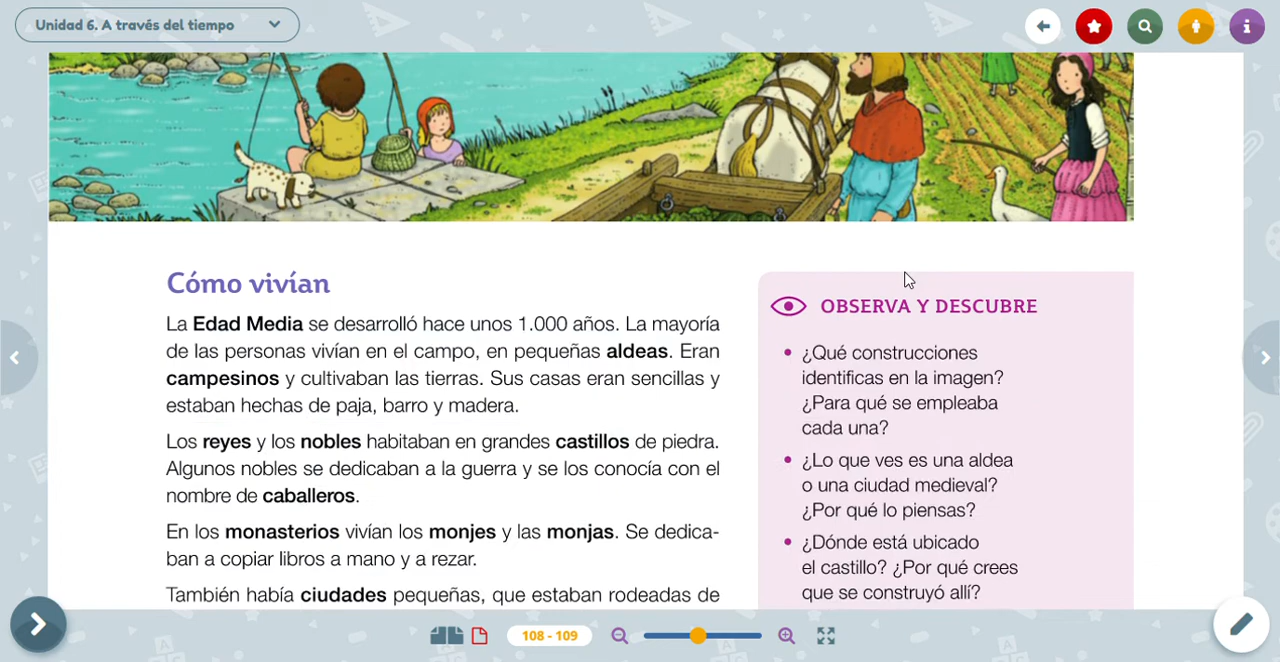 Unidad 6. A través del tiempo
Cómo vivían
La Edad Media se desarrolló hace unos 1.000 años. La mayoría
de las personas vivían en el campo, en pequeñas aldeas. Eran
campesinos y cultivaban las tierras. Sus casas eran sencillas y
estaban hechas de paja, barro y madera.
Los reyes y los nobles habitaban en grandes castillos de piedra.
Algunos nobles se dedicaban a la guerra y se los conocía con el
nombre de caballeros.
En los monasterios vivían los monjes y las monjas. Se dedica-
ban a copiar libros a mano y a rezar.
También había ciudades pequeñas, que estaban rodeadas de
OBSERVA Y DESCUBRE
• ¿Qué construcciones
identificas en la imagen?
¿Para qué se empleaba
cada una?
• ¿Lo que ves es una aldea
o una ciudad medieval?
¿Por qué lo piensas?
• ¿Dónde está ubicado
el castillo? ¿Por qué crees
que se construyó allí?
108 - 109